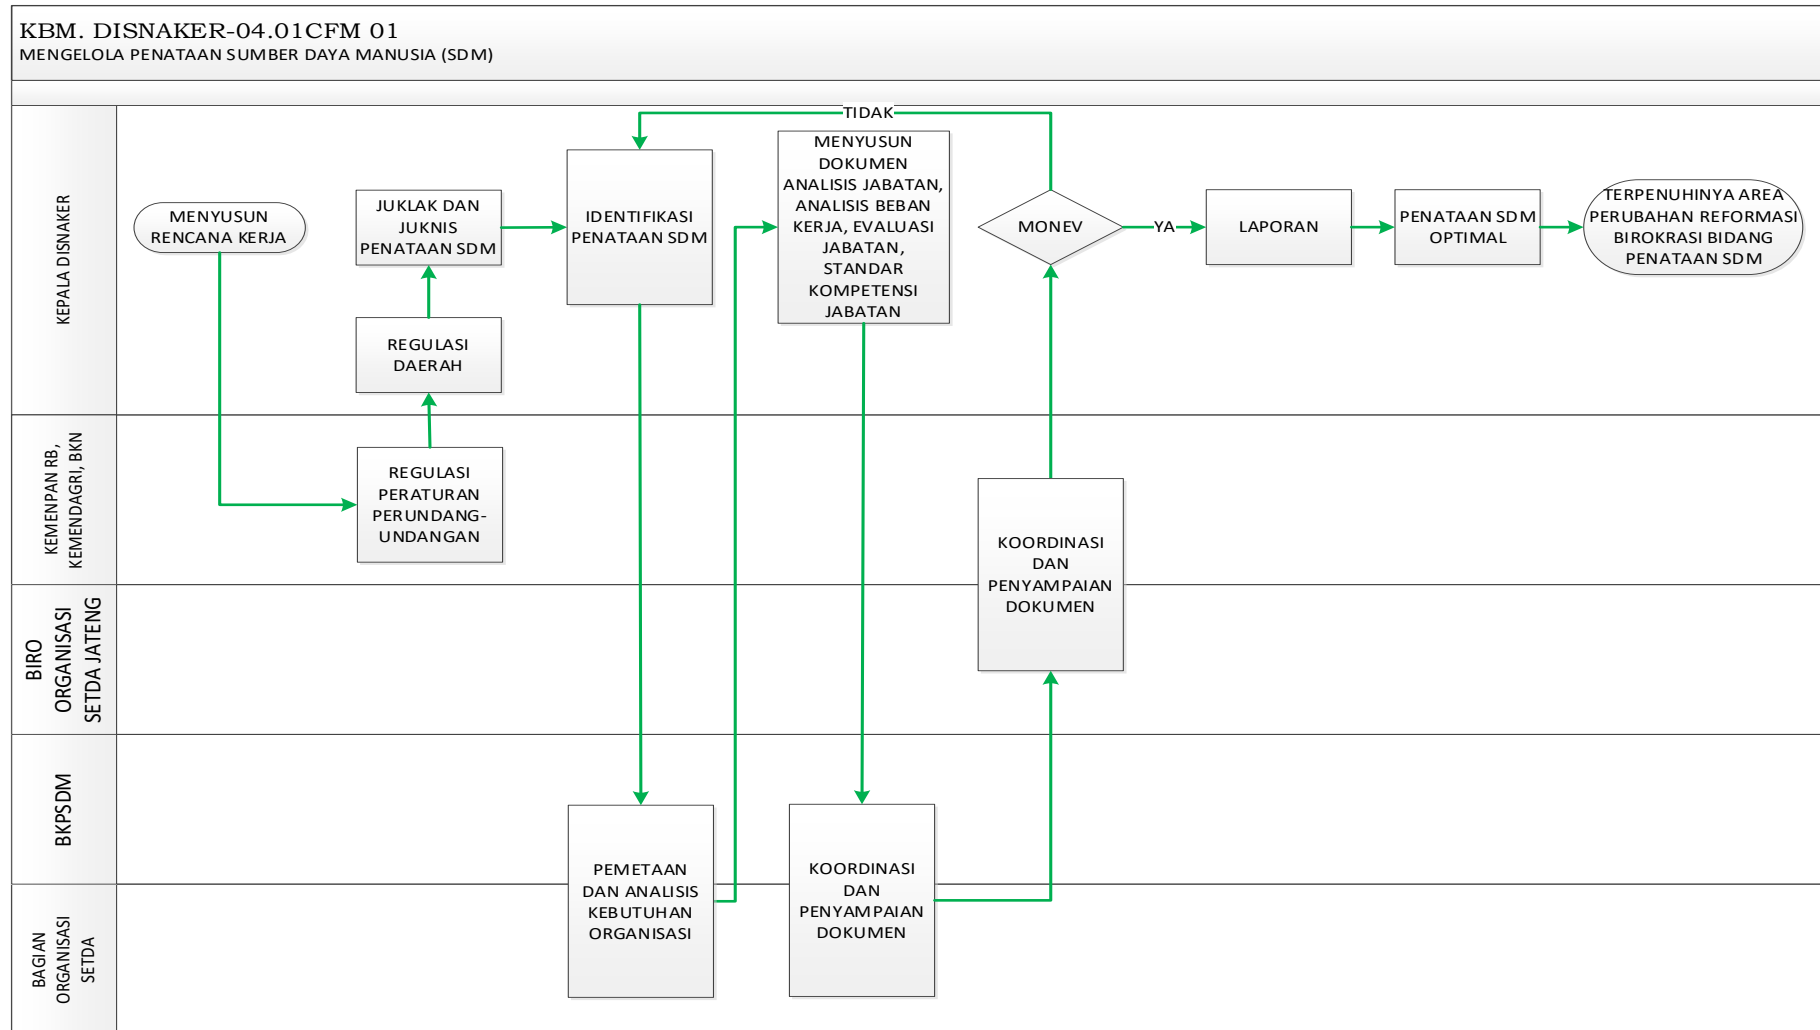 KBM. DISNAKER-04.01CFM 01
MENGELOLA PENATAAN SUMBER DAYA MANUSIA (SDM)
KEPALA DISNAKER
MENYUSUN
RENCANA KERJA
JUKLAK DAN
JUKNIS
PENATAAN SDM
REGULASI
DAERAH
IDENTIFIKASI
PENATAAN SDM
TIDAK
MENYUSUN
DOKUMEN
ANALISIS JABATAN,
ANALISIS BEBAN
KERJA, EVALUASI
JABATAN,
STANDAR
KOMPETENSI
JABATAN
MONEV
YA
LAPORAN
PENATAAN SDM
OPTIMAL
TERPENUHINYA AREA
PERUBAHAN REFORMASI
BIROKRASI BIDANG
PENATAAN SDM
KEMENPAN RB,
KEMENDAGRI, BKN
REGULASI
PERATURAN
PERUNDANG-
UNDANGAN
KOORDINASI
DAN
PENYAMPAIAN
DOKUMEN
BIRO
ORGANISASI
SETDA JATENG
BKPSDM
PEMETAAN
DAN ANALISIS
KEBUTUHAN
ORGANISASI
KOORDINASI
DAN
PENYAMPAIAN
DOKUMEN
BAGIAN
ORGANISASI
SETDA